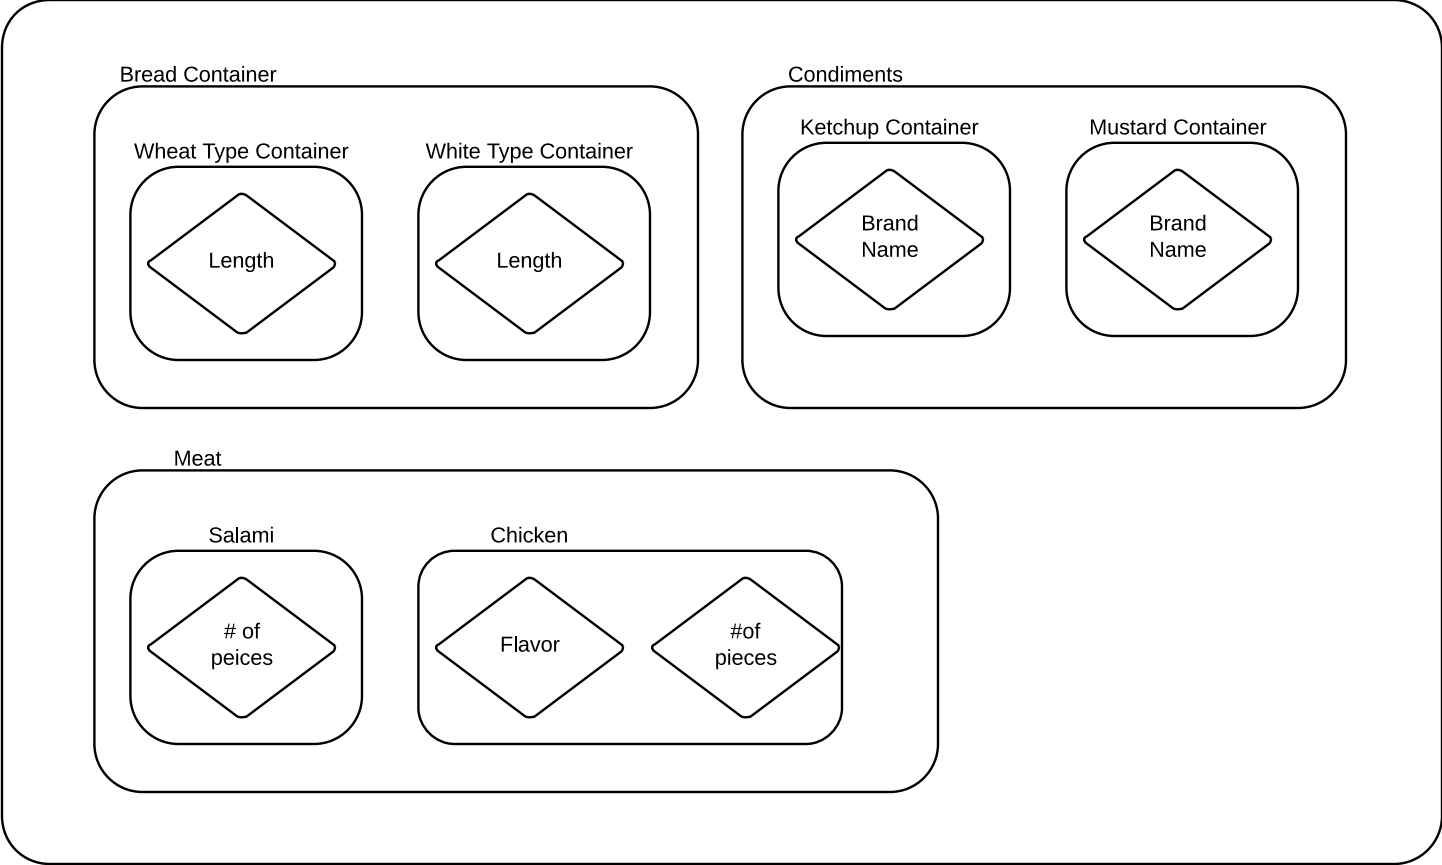 Bread Container
Wheat Type Container
White Type Container
Length
Length
Condiments
Ketchup Container
Mustard Container
Brand
Name
Brand
Name
Meat
Salami
Chicken
# of
peices
Flavor
#of
pieces